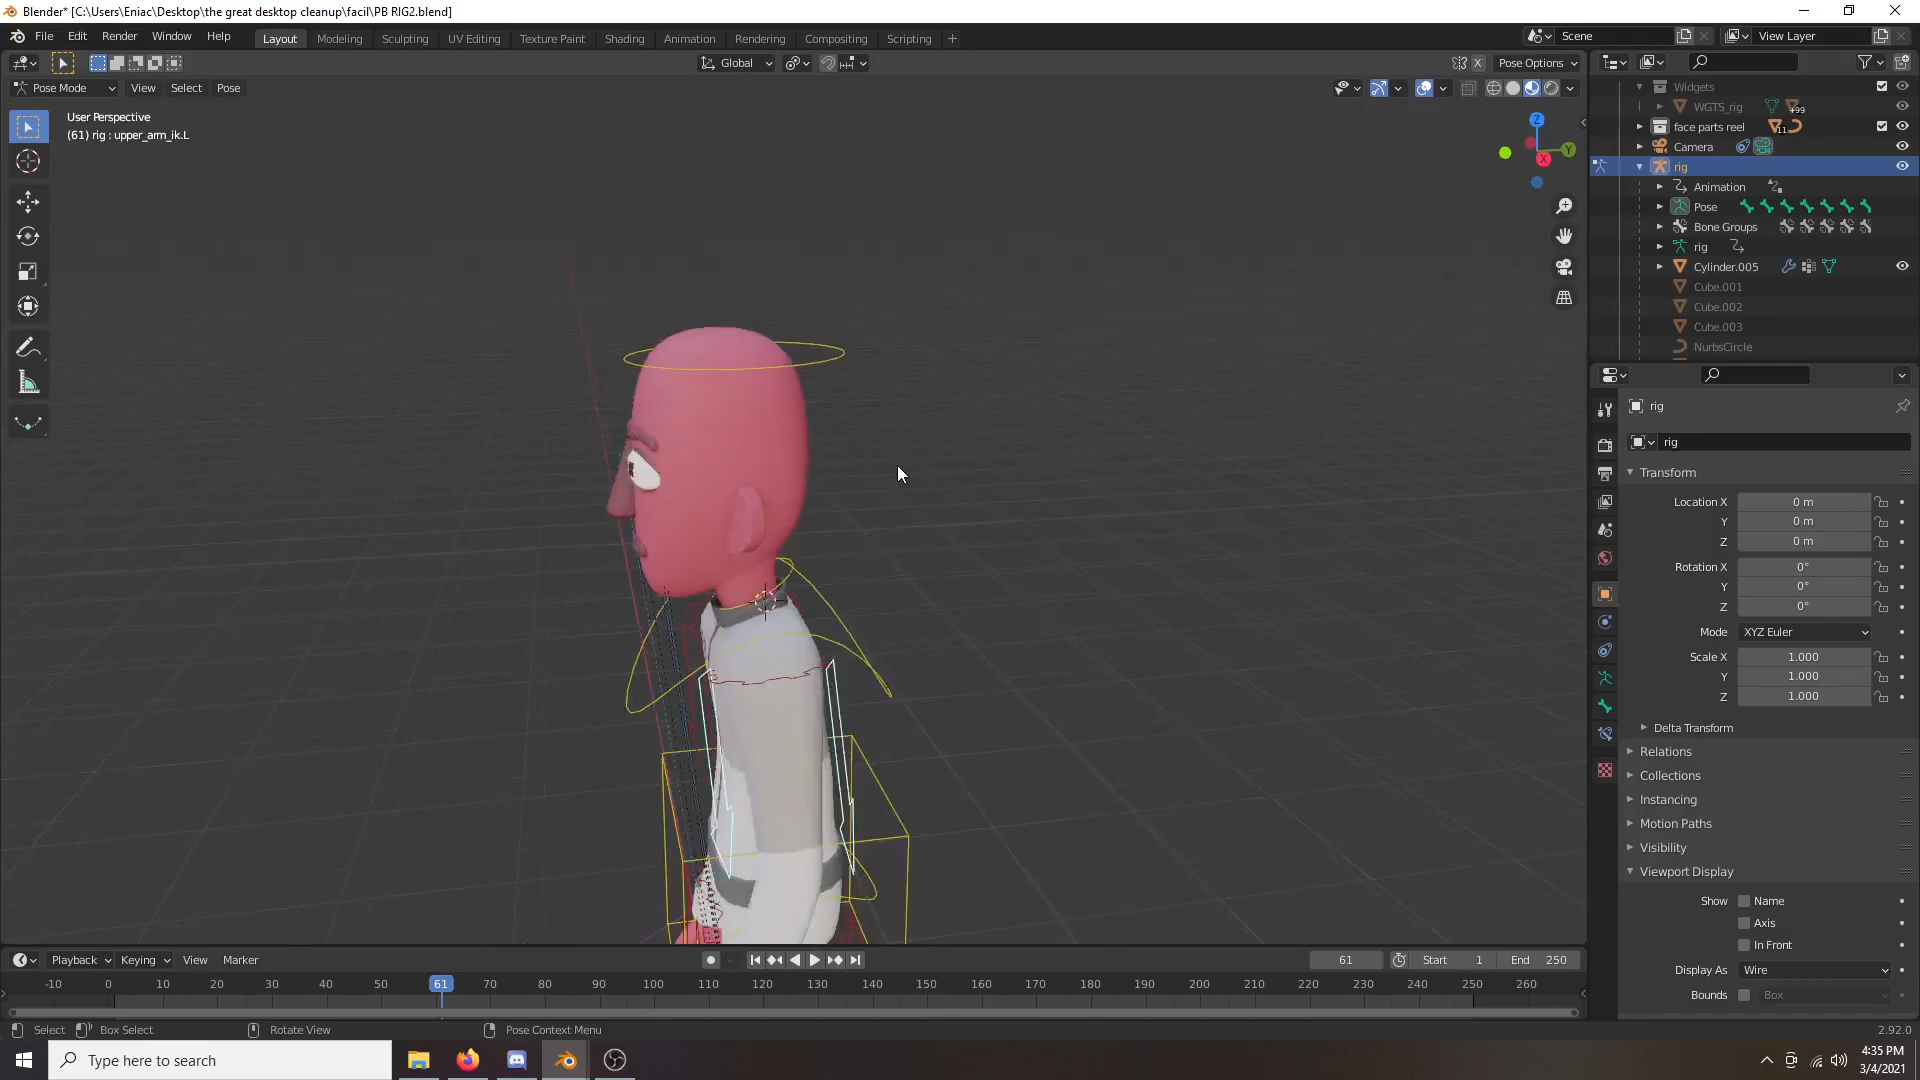 Blender* [C:\Users\Eniac\Desktop\the great desktop cleanup\facil\PB RIG2.blend]
File Edit Render Window Help Layout Modeling Sculpting UV Editing Texture Paint Shading Animation Rendering Compositing Scripting + Scene View Layer
Global X Pose Options
Pose Mode View Select Pose
User Perspective
(61) rig : upper_arm_ik.L
Z
Y
X
Widgets
WGTS_rig +99
face parts reel 11
Camera
rig
Animation
Pose
Bone Groups
rig
Cylinder.005
Cube.001
Cube.002
Cube.003
NurbsCircle
rig
rig
Transform
Location X 0 m
Y 0 m
Z 0 m
Rotation X 0°
Y 0°
Z 0°
Mode XYZ Euler
Scale X 1.000
Y 1.000
Z 1.000
Delta Transform
Relations
Collections
Instancing
Motion Paths
Visibility
Viewport Display
Show Name
Axis
In Front
Display As Wire
Bounds Box
Playback Keying View Marker 61 Start 1 End 250
-10 0 10 20 30 40 50 61 70 80 90 100 110 120 130 140 150 160 170 180 190 200 210 220 230 240 250 260
Select Box Select Rotate View Pose Context Menu 2.92.0
Type here to search
4:35 PM
3/4/2021